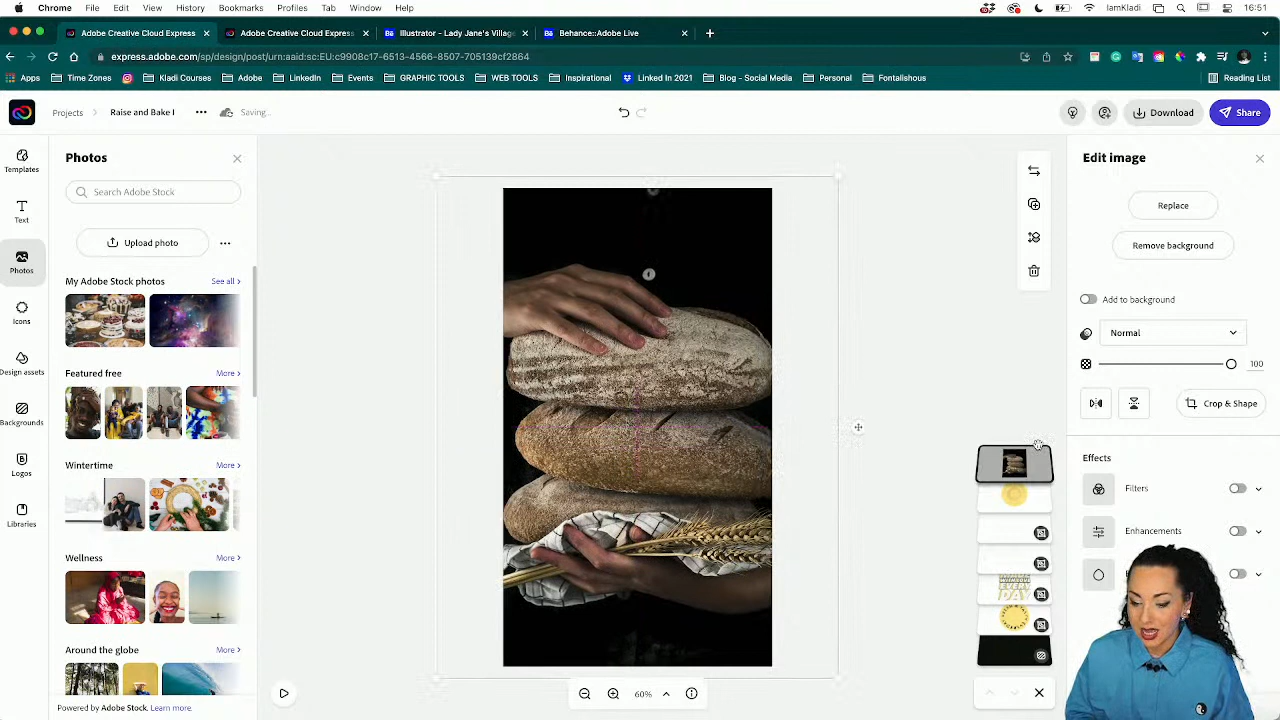 Chrome File Edit View History Bookmarks Profiles Tab Window Help
IamKladi
16:51
Adobe Creative Cloud Express
Adobe Creative Cloud Express
Illustrator - Lady Jane's Village
Behance::Adobe Live
express.adobe.com/sp/design/post/urn:aaid:sc:EU:c9908c17-6513-4566-8507-705139cf2864
Apps
Time Zones
Kladi Courses
Adobe
LinkedIn
Events
GRAPHIC TOOLS
WEB TOOLS
Inspirational
Linked In 2021
Blog - Social Media
Personal
Fontalishous
Reading List
Projects
Raise and Bake I
Saving
Download
Share
Templates
Text
Photos
Icons
Design assets
Backgrounds
Logos
Libraries
Photos
Search Adobe Stock
Upload photo
My Adobe Stock photos
See all
Featured free
More
Wintertime
More
Wellness
More
Around the globe
More
Powered by Adobe Stock. Learn more.
60%
EVERY
DAY
Edit image
Replace
Remove background
Add to background
Normal
100
Crop & Shape
Effects
Filters
Enhancements